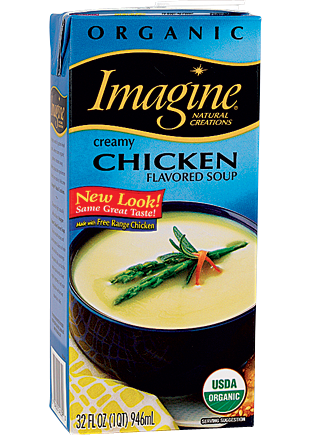 ORGANIC
Imagine®
NATURAL
CREATIONS
creamy
CHICKEN
FLAVORED SOUP
New Look!
Same Great Taste!
Made with Free Range Chicken
USDA
ORGANIC
32 FL OZ (1QT) 946mL
SERVING SUGGESTION